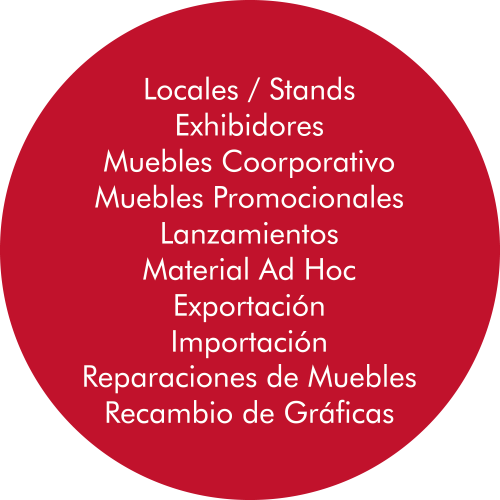 Locales / Stands
Exhibidores
Muebles Coorporativo
Muebles Promocionales
Lanzamientos
Material Ad Hoc
Exportación
Importación
Reparaciones de Muebles
Recambio de Gráficas